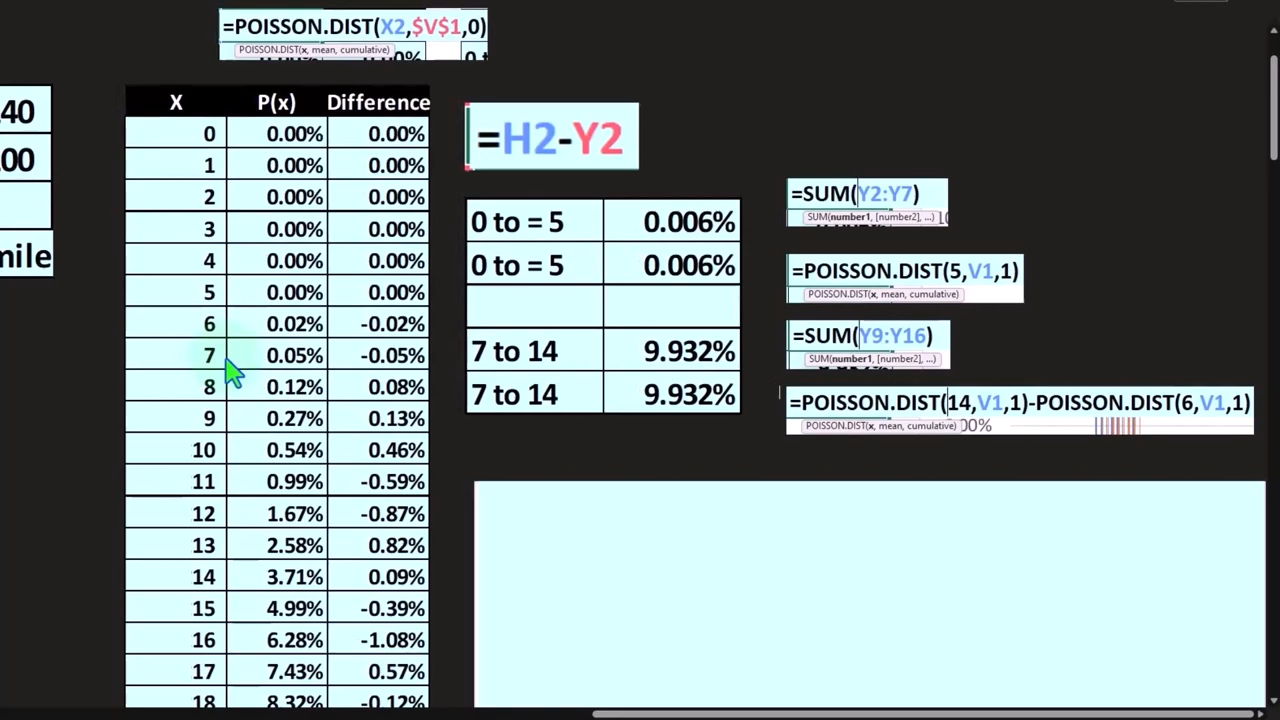 =POISSON.DIST(X2,$V$1,0)
POISSON.DIST(x, mean, cumulative)
40
00
mile
X P(x) Difference
0 0.00% 0.00%
1 0.00% 0.00%
2 0.00% 0.00%
3 0.00% 0.00%
4 0.00% 0.00%
5 0.00% 0.00%
6 0.02% -0.02%
7 0.05% -0.05%
8 0.12% 0.08%
9 0.27% 0.13%
10 0.54% 0.46%
11 0.99% -0.59%
12 1.67% -0.87%
13 2.58% 0.82%
14 3.71% 0.09%
15 4.99% -0.39%
16 6.28% -1.08%
17 7.43% 0.57%
18 8.32% -0.12%
=H2-Y2
0 to = 5 0.006%
0 to = 5 0.006%
7 to 14 9.932%
7 to 14 9.932%
=SUM(Y2:Y7)
SUM(number1, [number2], ...)
=POISSON.DIST(5,V1,1)
POISSON.DIST(x, mean, cumulative)
=SUM(Y9:Y16)
SUM(number1, [number2], ...)
=POISSON.DIST(14,V1,1)-POISSON.DIST(6,V1,1)
POISSON.DIST(x, mean, cumulative)